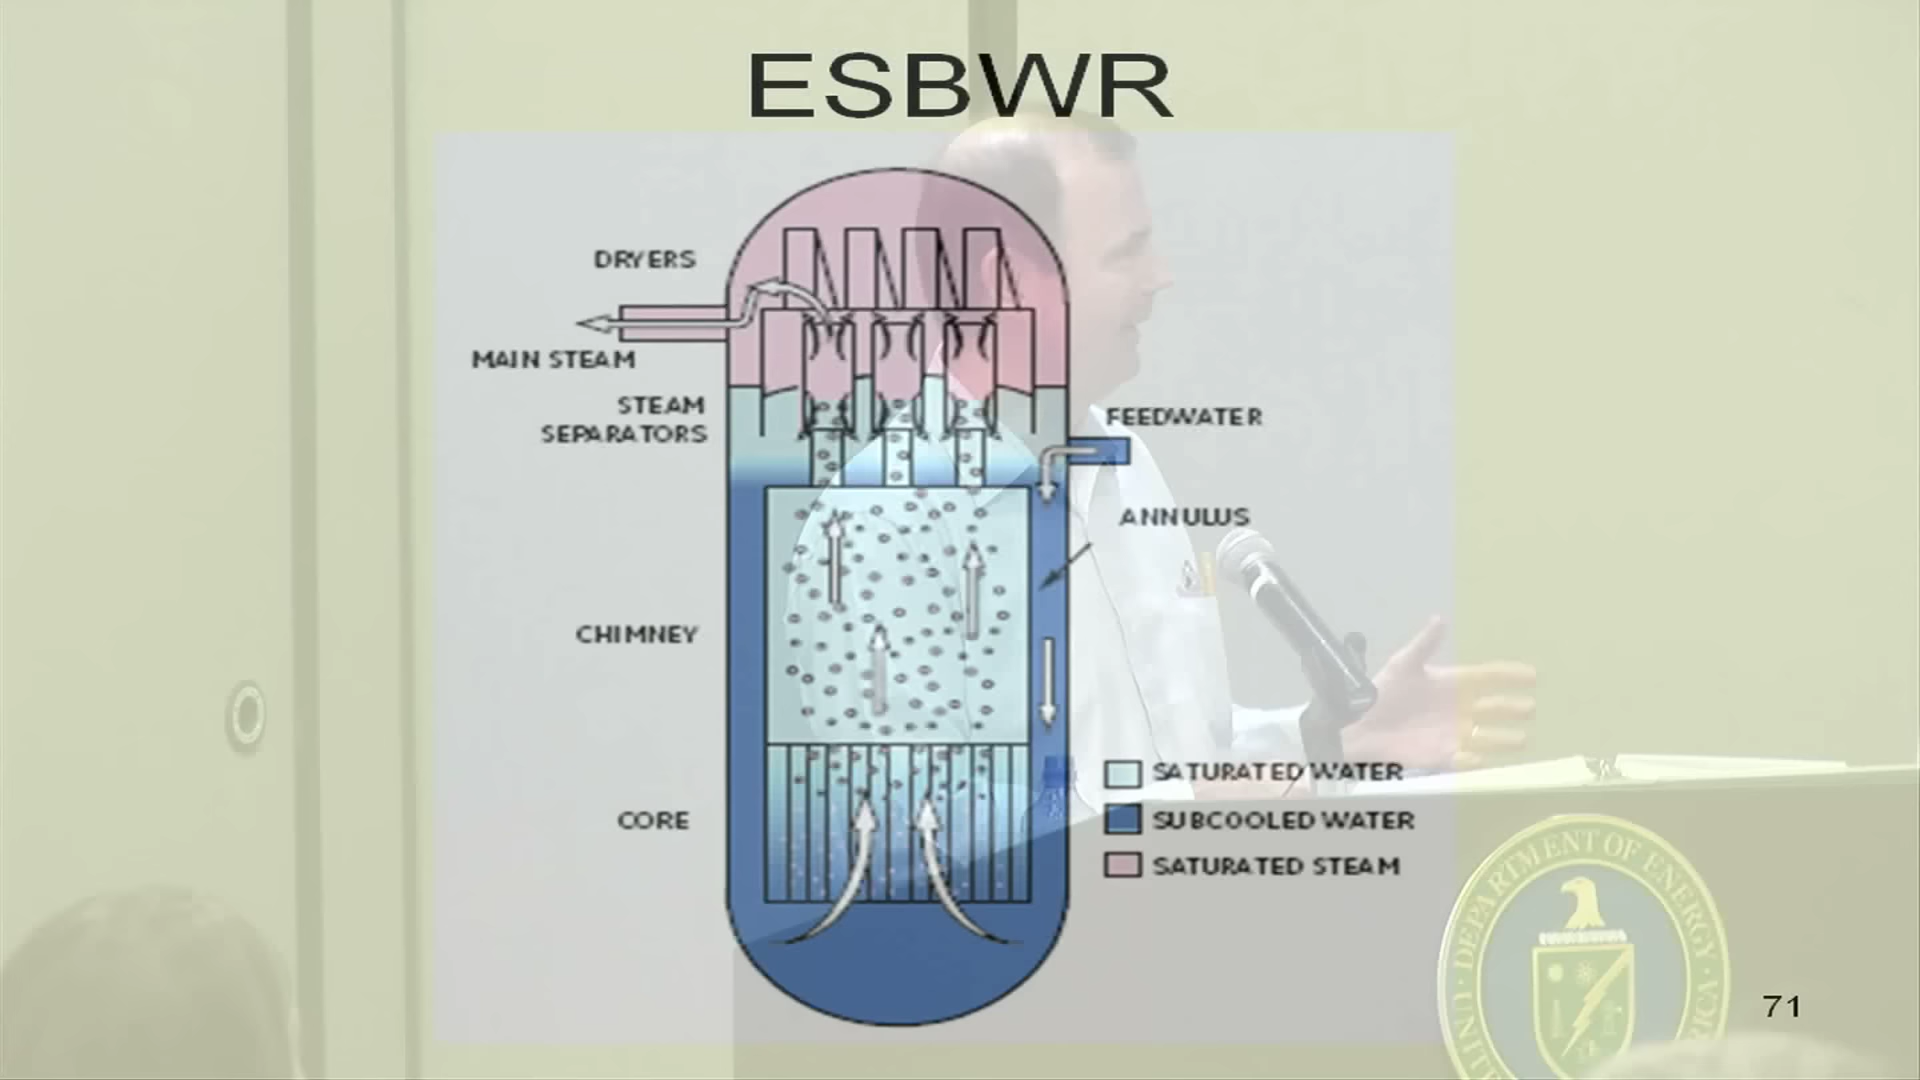 ESBWR
DRYERS
MAIN STEAM
STEAM
SEPARATORS
FEEDWATER
ANNULUS
CHIMNEY
CORE
SATURATED WATER
SUBCOOLED WATER
SATURATED STEAM
DEPARTMENT OF ENERGY
71